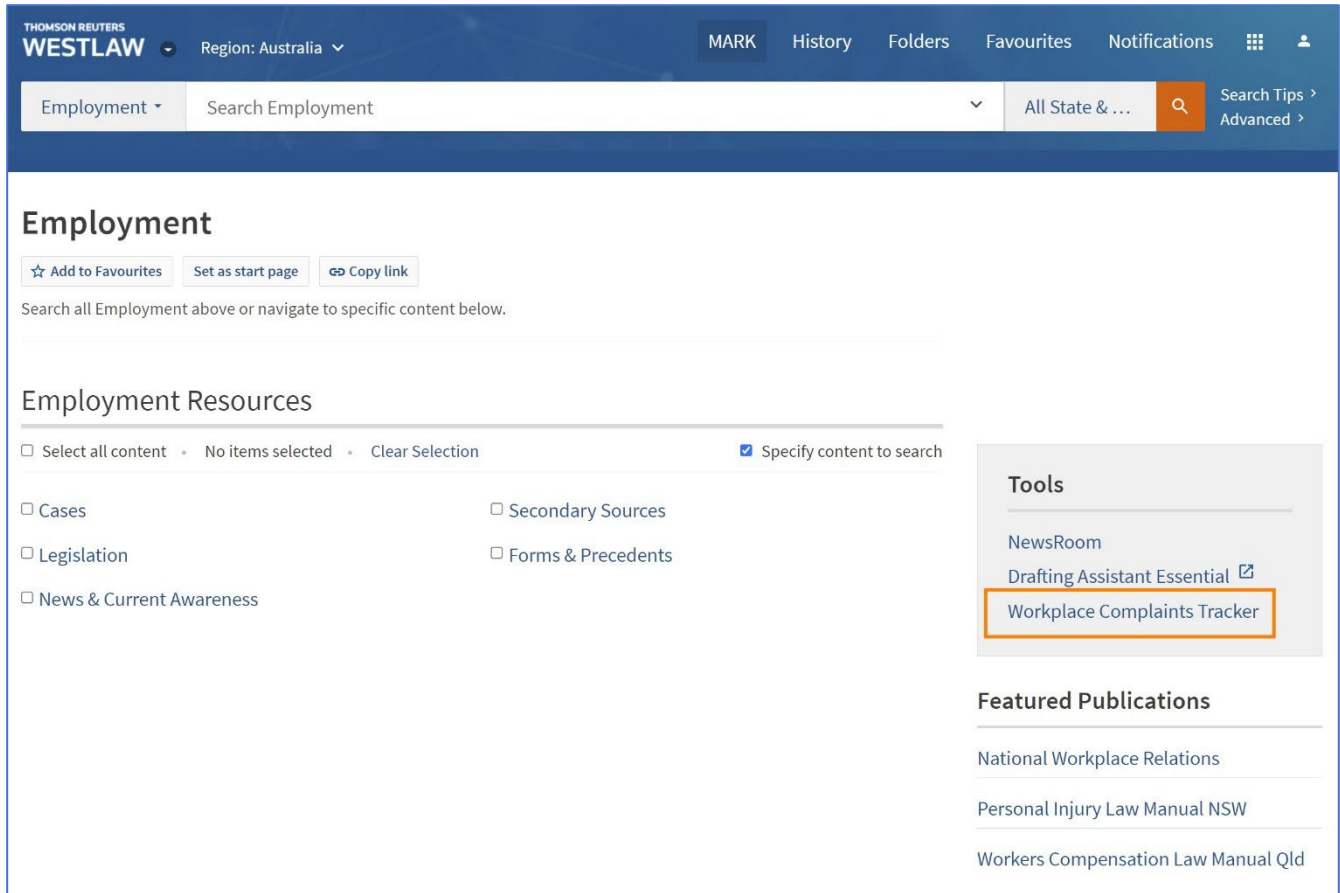 THOMSON REUTERS
WESTLAW
Region: Australia
MARK History Folders Favourites Notifications
Employment
Search Employment
All State & ...
Search Tips >
Advanced >
Employment
Add to Favourites
Set as start page
Copy link
Search all Employment above or navigate to specific content below.
Employment Resources
Select all content • No items selected • Clear Selection
Specify content to search
Cases
Secondary Sources
Legislation
Forms & Precedents
News & Current Awareness
Tools
NewsRoom
Drafting Assistant Essential
Workplace Complaints Tracker
Featured Publications
National Workplace Relations
Personal Injury Law Manual NSW
Workers Compensation Law Manual Qld